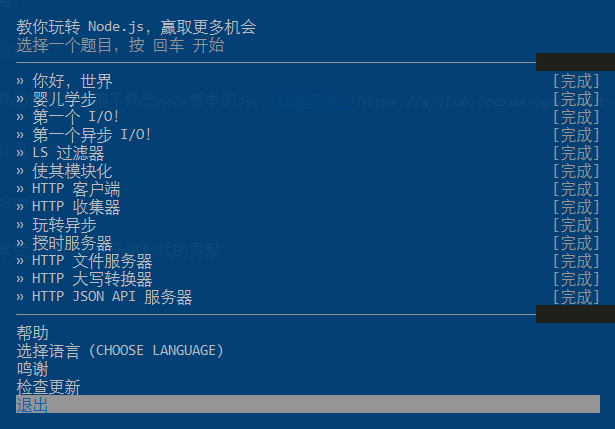 教你玩转 Node.js，赢取更多机会
选择一个题目，按 回车 开始
» 你好，世界 [完成]
» 婴儿学步 [完成]
» 第一个 I/O! [完成]
» 第一个异步 I/O! [完成]
» LS 过滤器 [完成]
» 使其模块化 [完成]
» HTTP 客户端 [完成]
» HTTP 收集器 [完成]
» 玩转异步 [完成]
» 授时服务器 [完成]
» HTTP 文件服务器 [完成]
» HTTP 大写转换器 [完成]
» HTTP JSON API 服务器 [完成]
帮助
选择语言 (CHOOSE LANGUAGE)
鸣谢
检查更新
退出